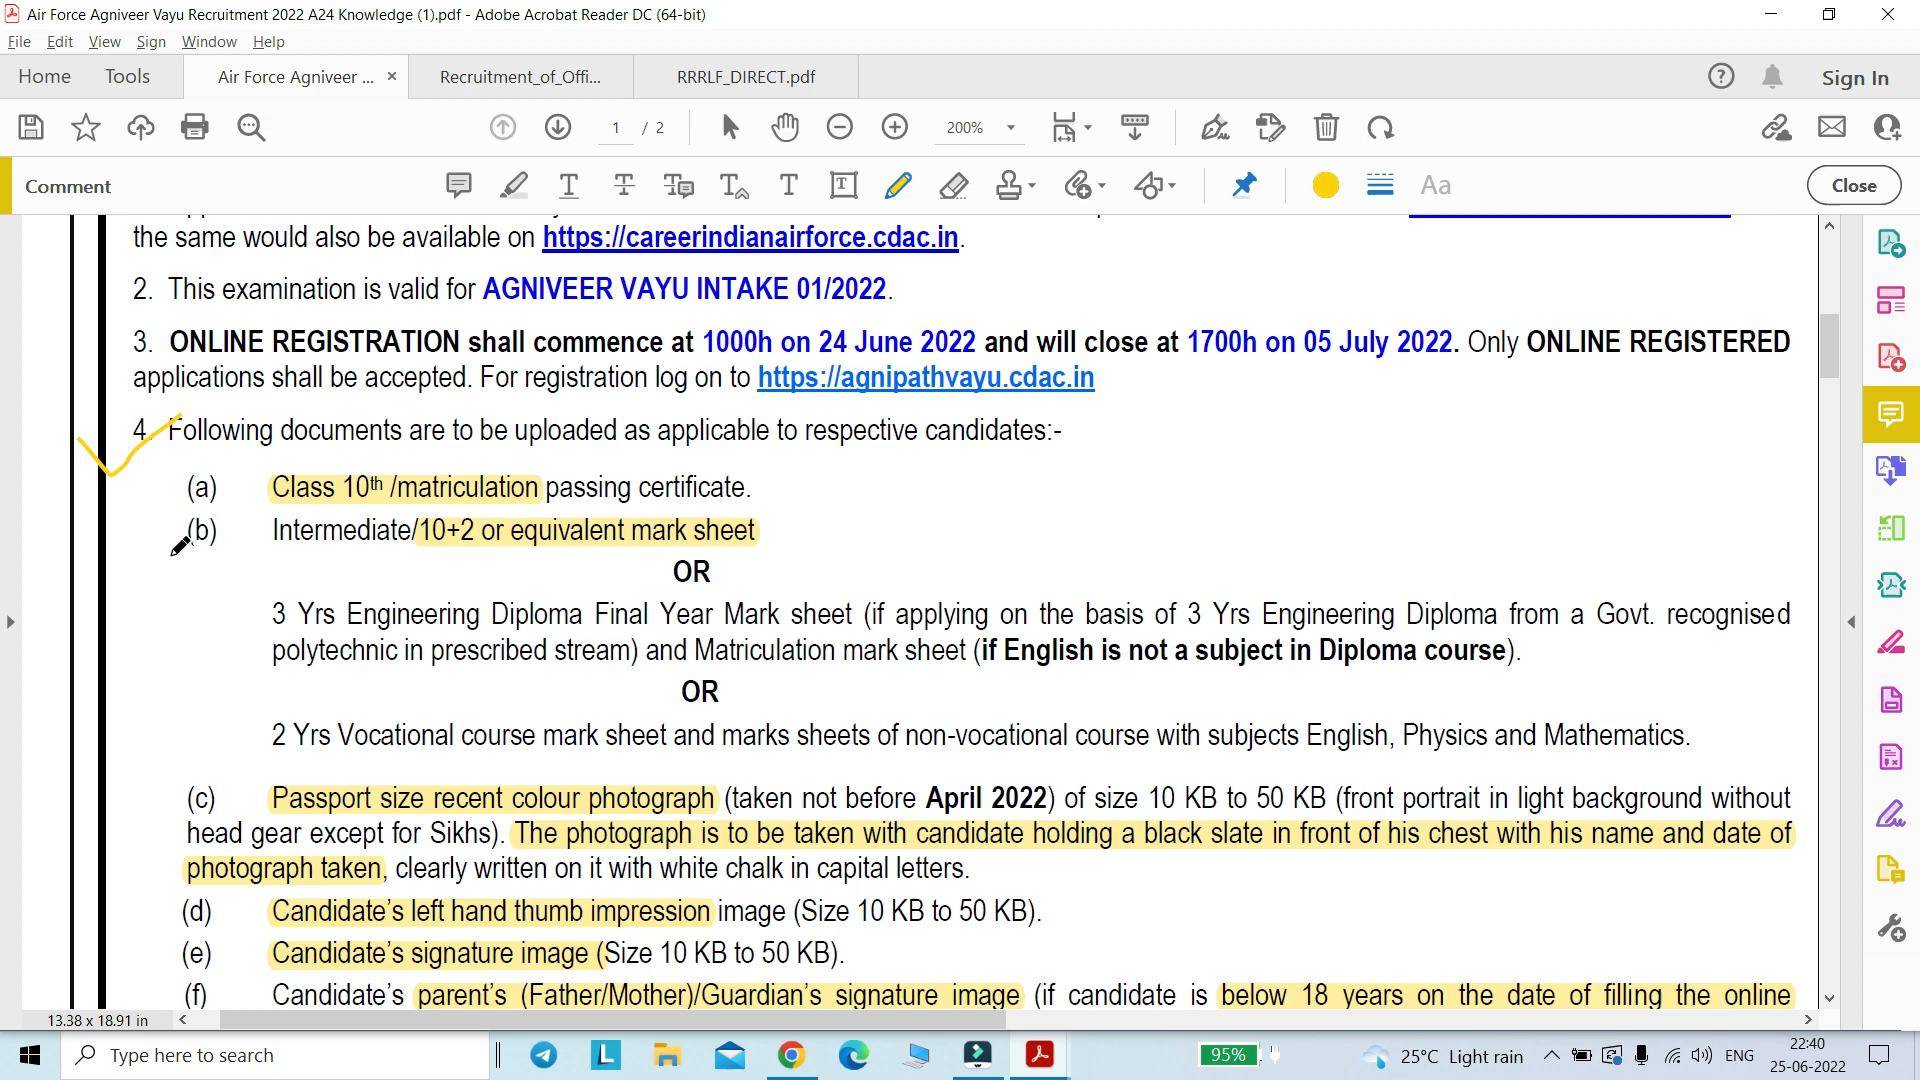 Air Force Agniveer Vayu Recruitment 2022 A24 Knowledge (1).pdf - Adobe Acrobat Reader DC (64-bit)
File Edit View Sign Window Help
Home Tools Air Force Agniveer ... × Recruitment_of_Offi... RRRLF_DIRECT.pdf Sign In
1 / 2 200%
Comment Aa Close
the same would also be available on https://careerindianairforce.cdac.in.
2. This examination is valid for AGNIVEER VAYU INTAKE 01/2022.
3. ONLINE REGISTRATION shall commence at 1000h on 24 June 2022 and will close at 1700h on 05 July 2022. Only ONLINE REGISTERED
applications shall be accepted. For registration log on to https://agnipathvayu.cdac.in
4. Following documents are to be uploaded as applicable to respective candidates:-
(a) Class 10th /matriculation passing certificate.
(b) Intermediate/10+2 or equivalent mark sheet
OR
3 Yrs Engineering Diploma Final Year Mark sheet (if applying on the basis of 3 Yrs Engineering Diploma from a Govt. recognised
polytechnic in prescribed stream) and Matriculation mark sheet (if English is not a subject in Diploma course).
OR
2 Yrs Vocational course mark sheet and marks sheets of non-vocational course with subjects English, Physics and Mathematics.
(c) Passport size recent colour photograph (taken not before April 2022) of size 10 KB to 50 KB (front portrait in light background without
head gear except for Sikhs). The photograph is to be taken with candidate holding a black slate in front of his chest with his name and date of
photograph taken, clearly written on it with white chalk in capital letters.
(d) Candidate's left hand thumb impression image (Size 10 KB to 50 KB).
(e) Candidate's signature image (Size 10 KB to 50 KB).
(f) Candidate's parent's (Father/Mother)/Guardian's signature image (if candidate is below 18 years on the date of filling the online
13.38 x 18.91 in
Type here to search L 95% 25°C Light rain ENG 22:40
25-06-2022